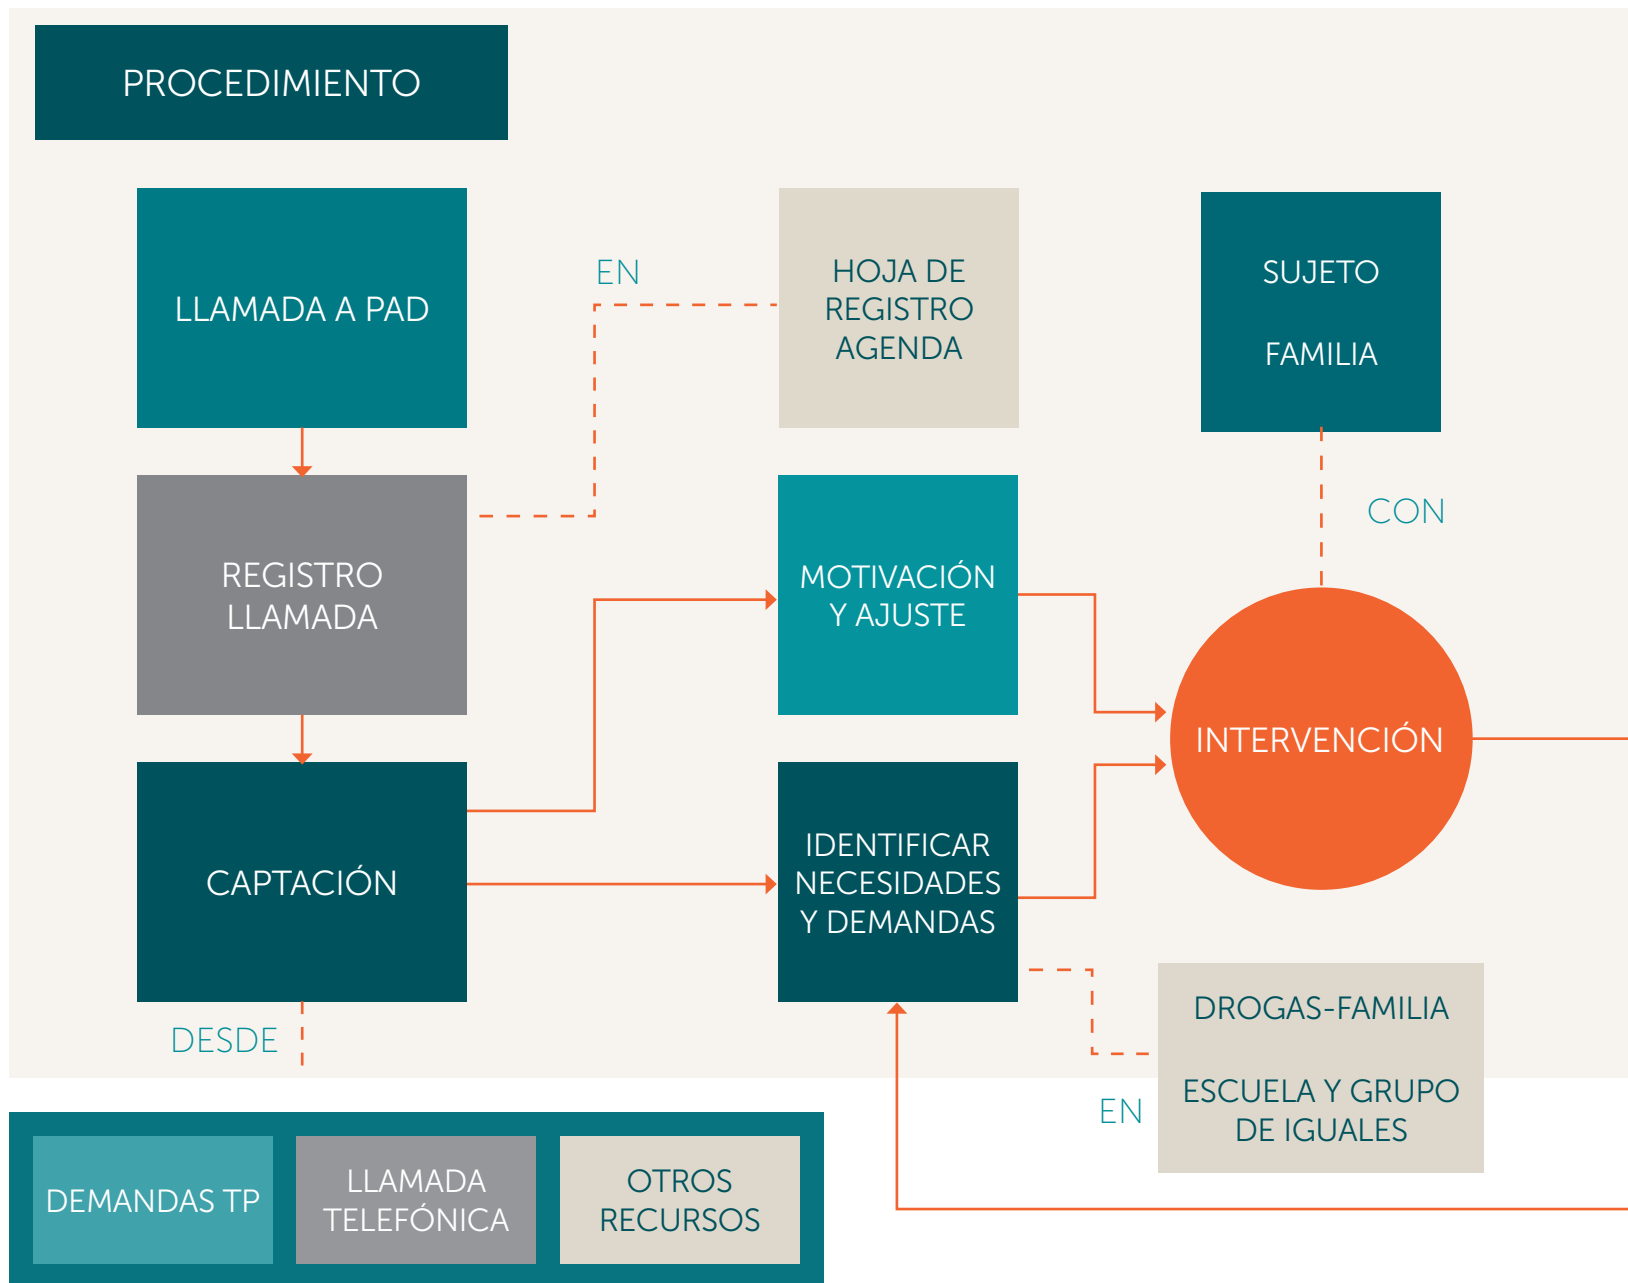 PROCEDIMIENTO
LLAMADA A PAD
EN
HOJA DE
REGISTRO
AGENDA
SUJETO
FAMILIA
CON
REGISTRO
LLAMADA
MOTIVACIÓN
Y AJUSTE
INTERVENCIÓN
CAPTACIÓN
IDENTIFICAR
NECESIDADES
Y DEMANDAS
DESDE
DROGAS-FAMILIA
ESCUELA Y GRUPO
DE IGUALES
EN
DEMANDAS TP
LLAMADA
TELEFÓNICA
OTROS
RECURSOS